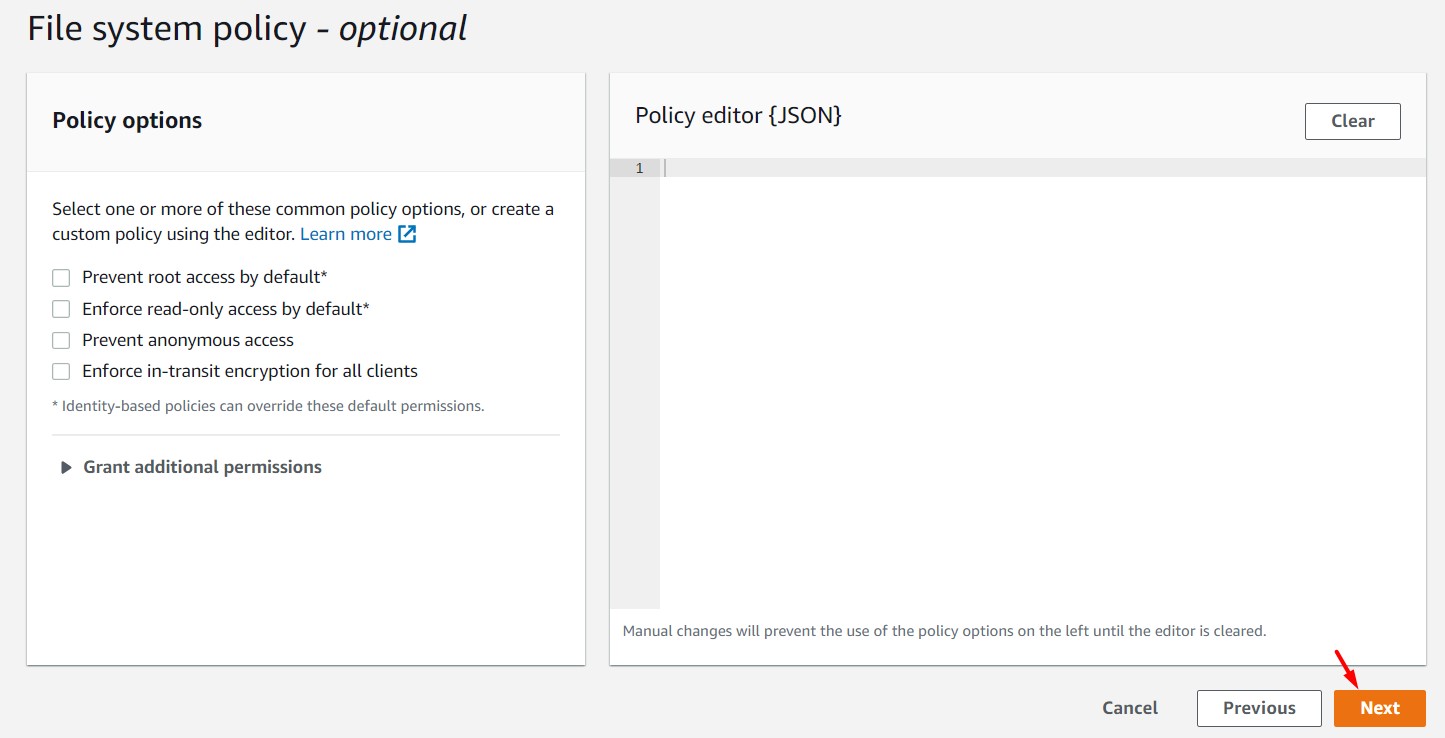 File system policy - optional
Policy options
Select one or more of these common policy options, or create a
custom policy using the editor. Learn more
Prevent root access by default*
Enforce read-only access by default*
Prevent anonymous access
Enforce in-transit encryption for all clients
* Identity-based policies can override these default permissions.
Grant additional permissions
Policy editor {JSON}
Clear
1
Manual changes will prevent the use of the policy options on the left until the editor is cleared.
Cancel
Previous
Next